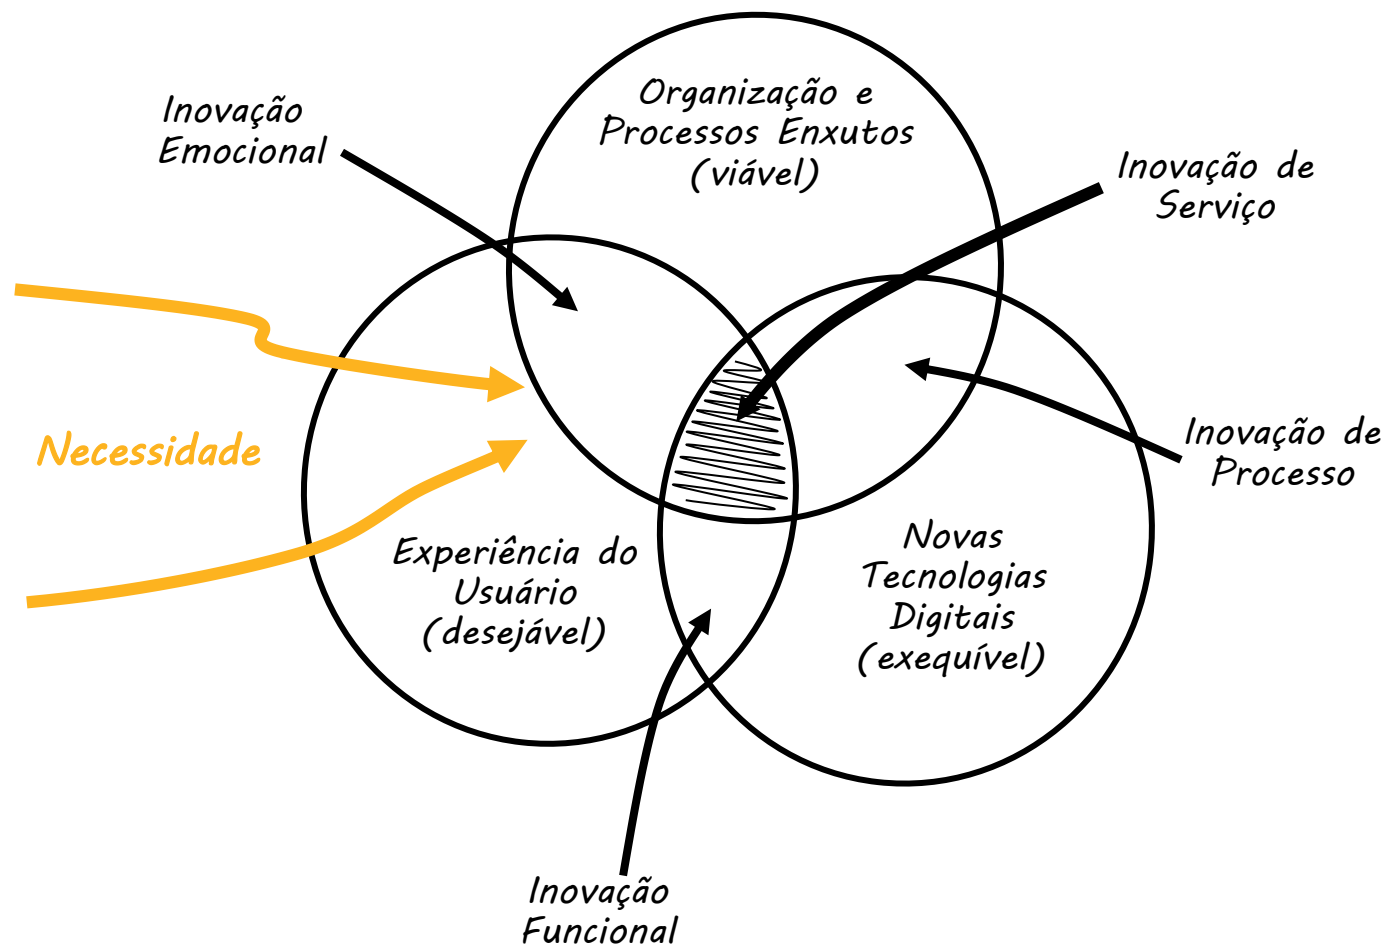 Organização e
Processos Enxutos
(viável)
Inovação
Emocional
Inovação de
Serviço
Necessidade
Inovação de
Processo
Experiência do
Usuário
(desejável)
Novas
Tecnologias
Digitais
(exequível)
Inovação
Funcional